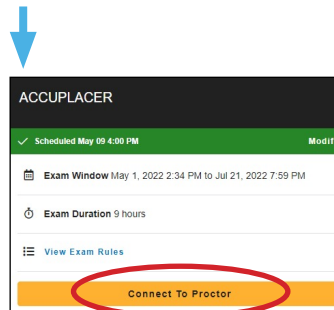 ACCUPLACER
Scheduled May 09 4:00 PM
Exam Window May 1, 2022 2:34 PM to Jul 21, 2022 7:59 PM
Exam Duration 9 hours
View Exam Rules
Connect To Proctor